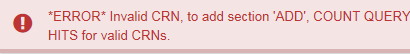 *ERROR* Invalid CRN, to add section 'ADD', COUNT QUERY
HITS for valid CRNs.